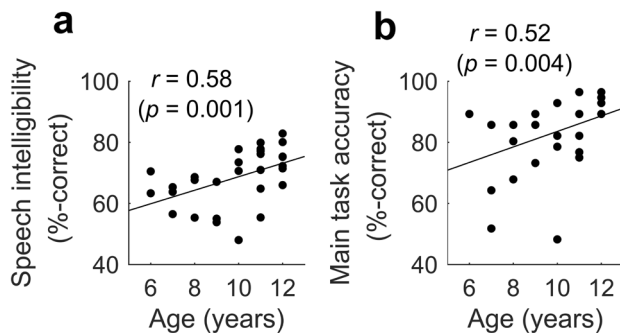 a
r = 0.58
(p = 0.001)
Speech intelligibility
(%-correct)
100
80
60
40
6 8 10 12
Age (years)
b
r = 0.52
(p = 0.004)
Main task accuracy
(%-correct)
100
80
60
40
6 8 10 12
Age (years)